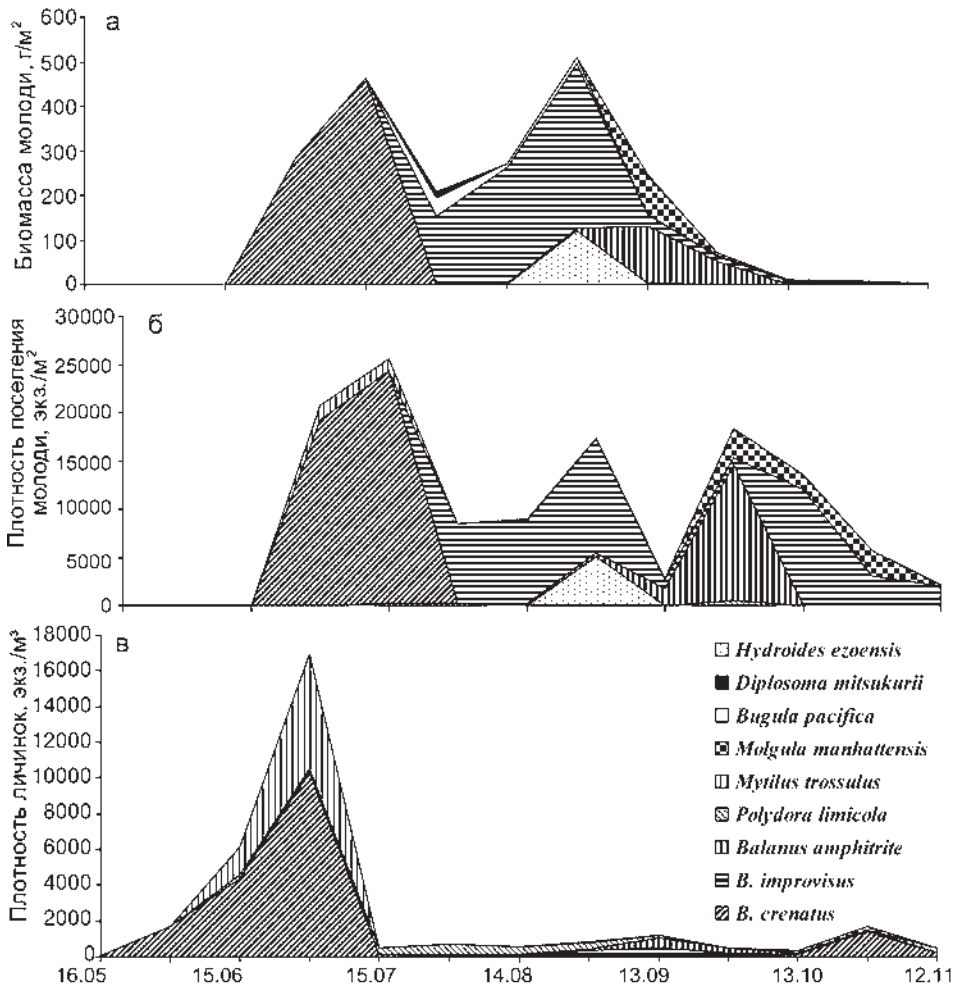 а
Биомасса молоди, г/м²
600
500
400
300
200
100
0
б
Плотность поселения
молоди, экз./м²
30000
25000
20000
15000
10000
5000
0
в
Плотность личинок, экз./м³
18000
16000
14000
12000
10000
8000
6000
4000
2000
0
Hydroides ezoensis
Diplosoma mitsukurii
Bugula pacifica
Molgula manhattensis
Mytilus trossulus
Polydora limicola
Balanus amphitrite
B. improvisus
B. crenatus
16.05 15.06 15.07 14.08 13.09 13.10 12.11